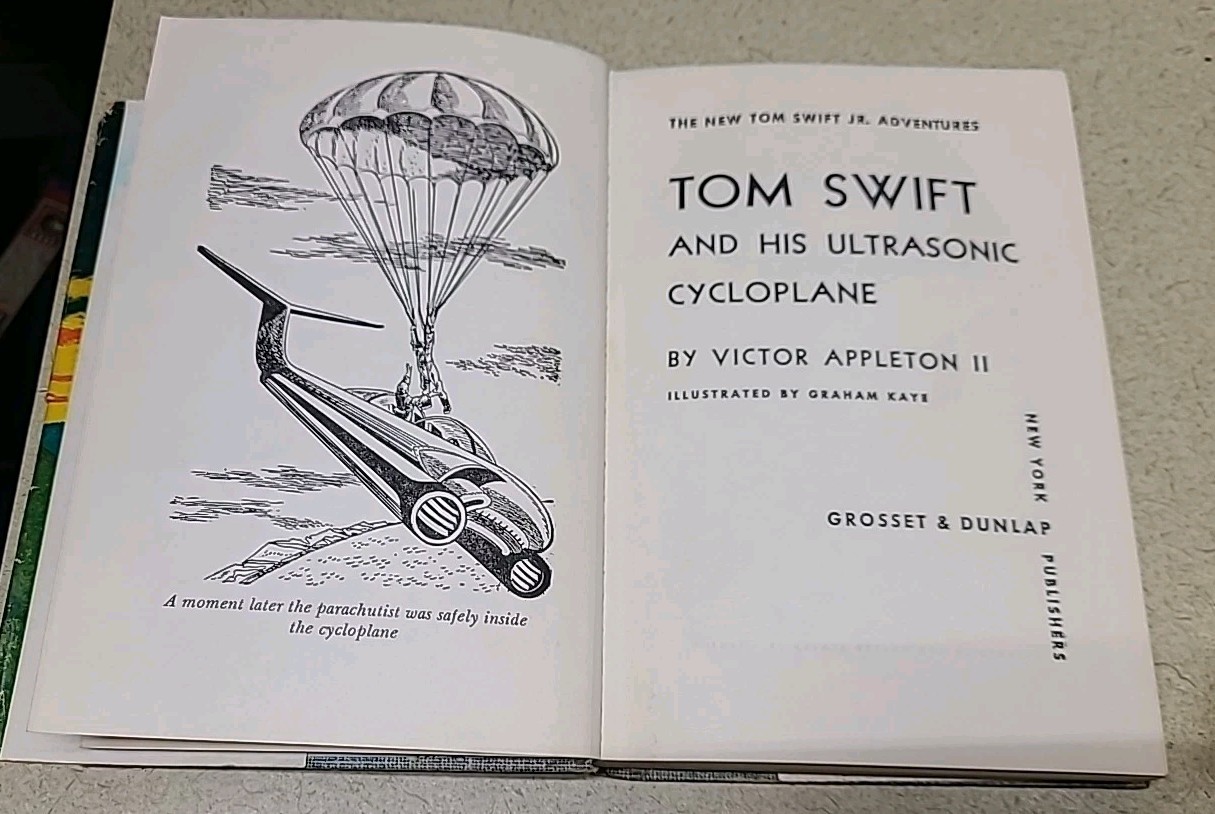 A moment later the parachutist was safely inside
the cycloplane
THE NEW TOM SWIFT JR. ADVENTURES
TOM SWIFT
AND HIS ULTRASONIC
CYCLOPLANE
BY VICTOR APPLETON II
ILLUSTRATED BY GRAHAM KAYE
NEW YORK
GROSSET & DUNLAP
PUBLISHERS